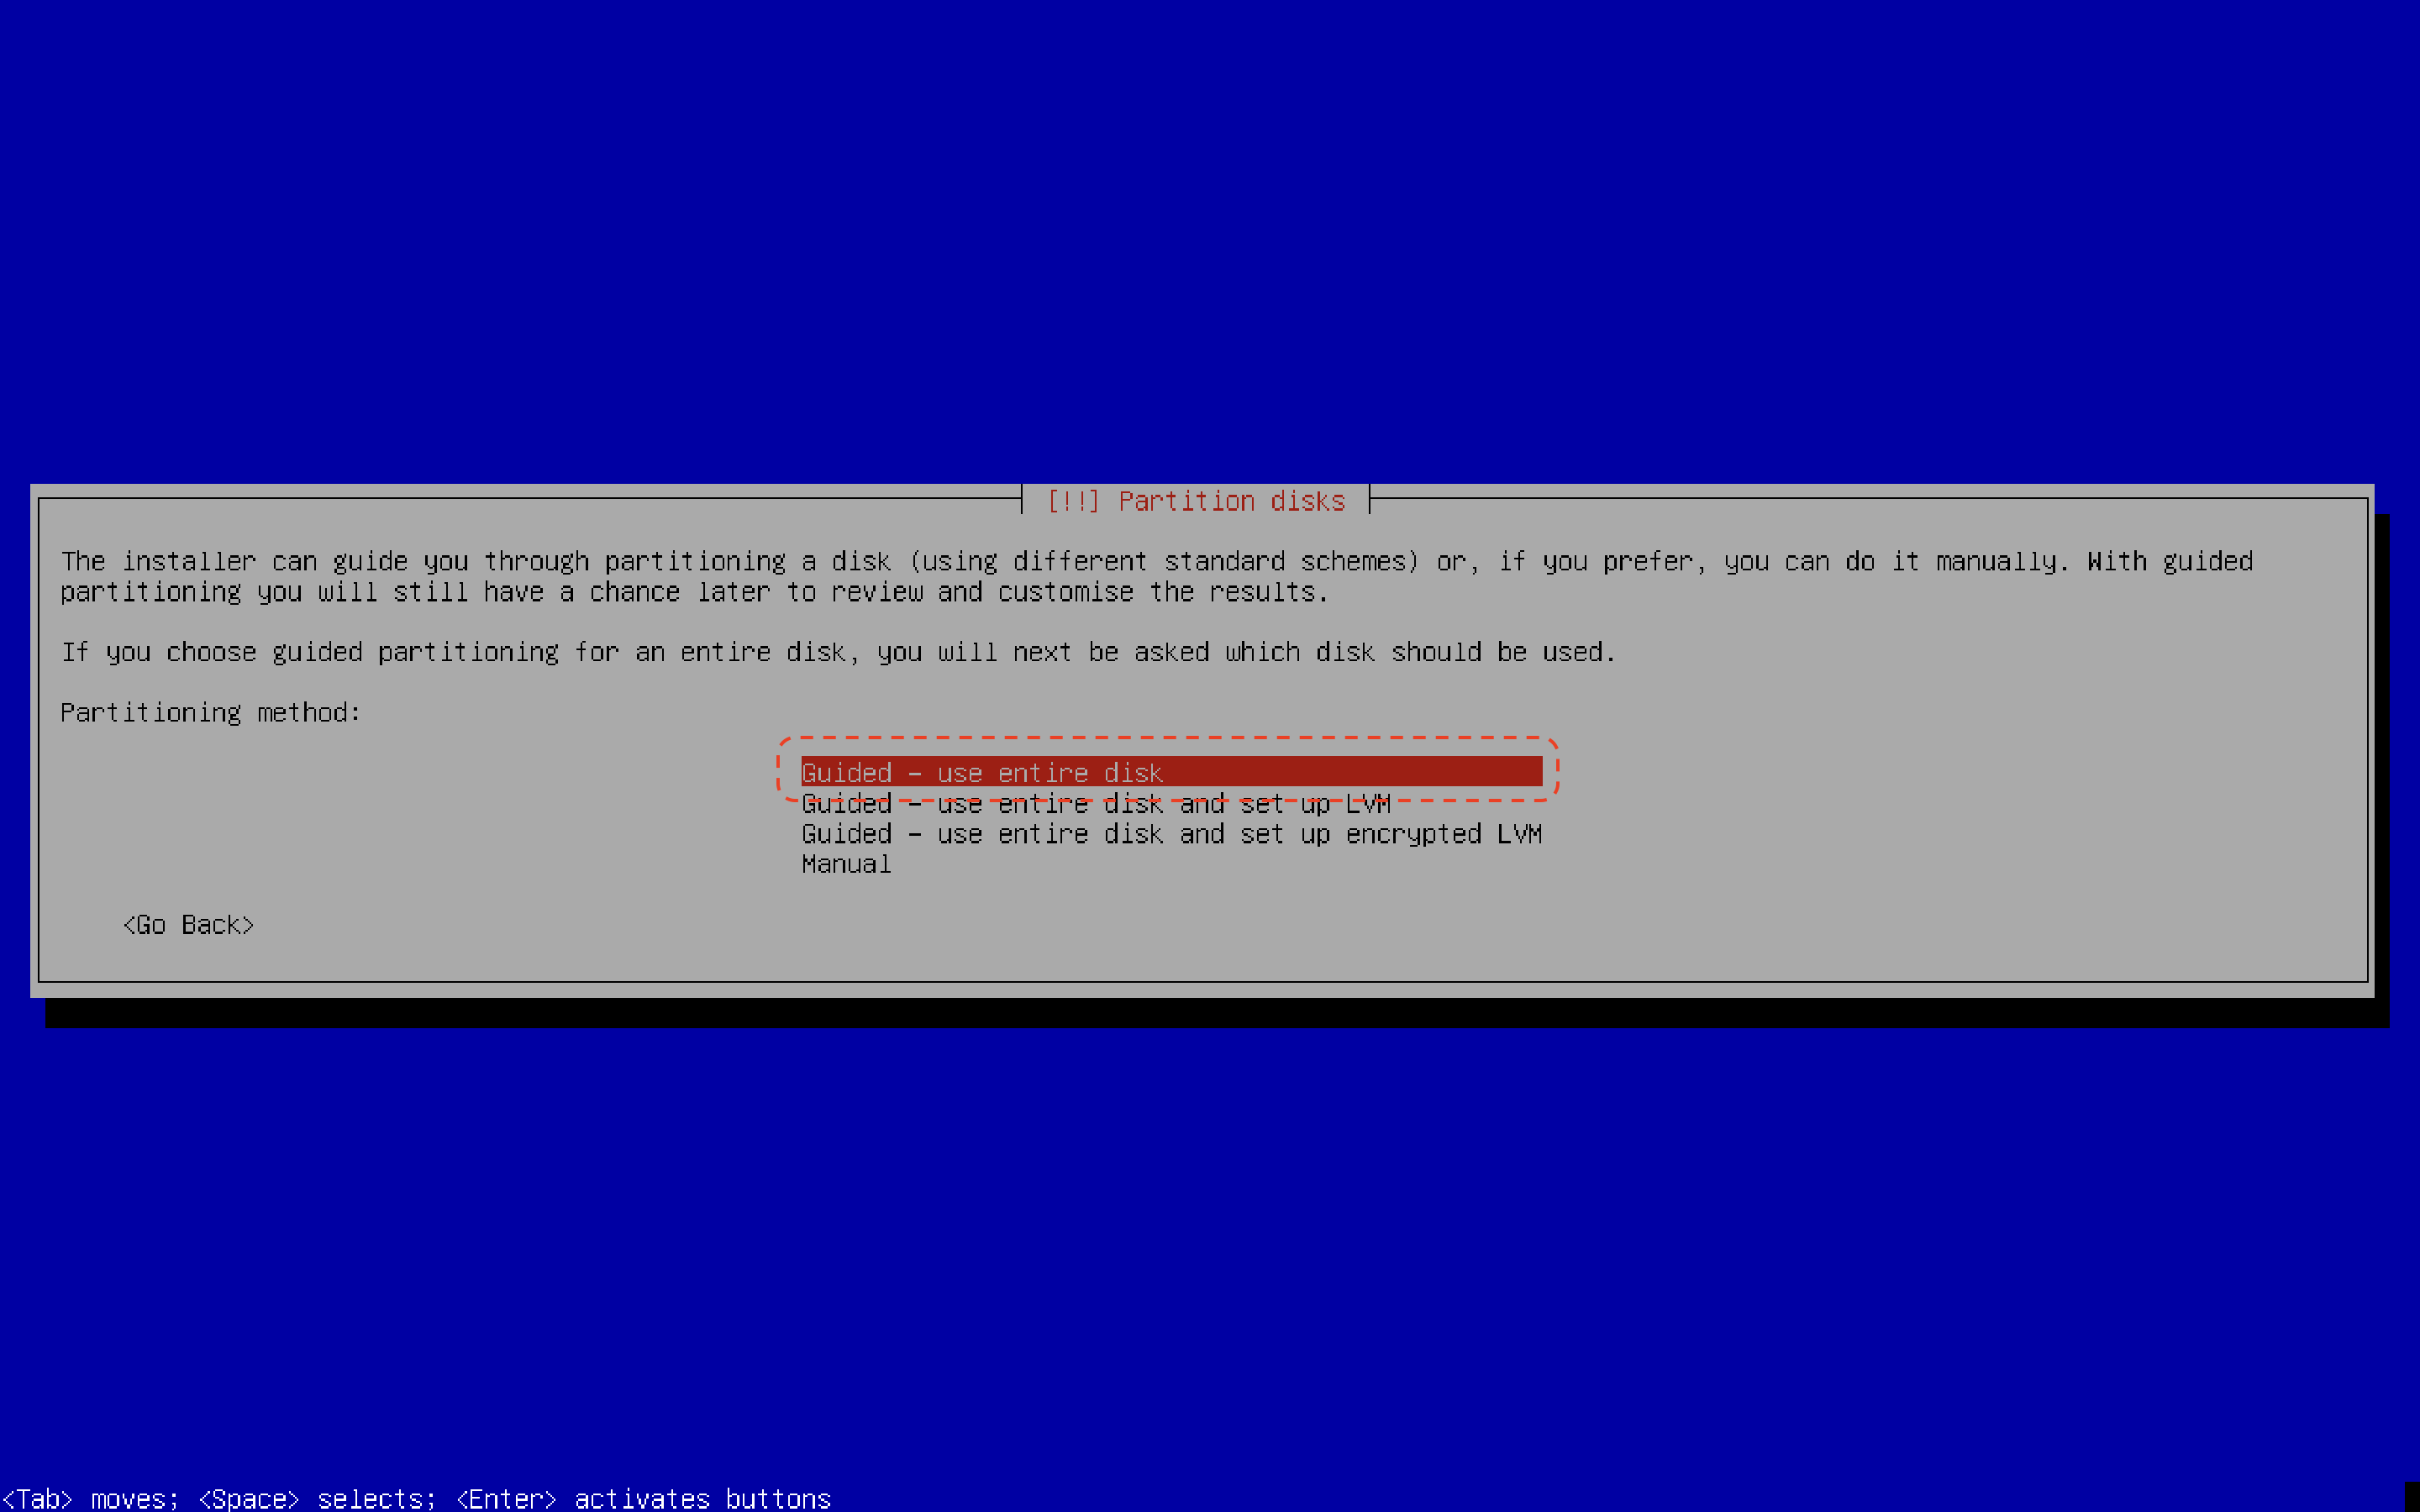 [!!] Partition disks
The installer can guide you through partitioning a disk (using different standard schemes) or, if you prefer, you can do it manually. With guided
partitioning you will still have a chance later to review and customise the results.
If you choose guided partitioning for an entire disk, you will next be asked which disk should be used.
Partitioning method:
Guided - use entire disk
Guided - use entire disk and set up LVM
Guided - use entire disk and set up encrypted LVM
Manual
<Go Back>
<Tab> moves; <Space> selects; <Enter> activates buttons